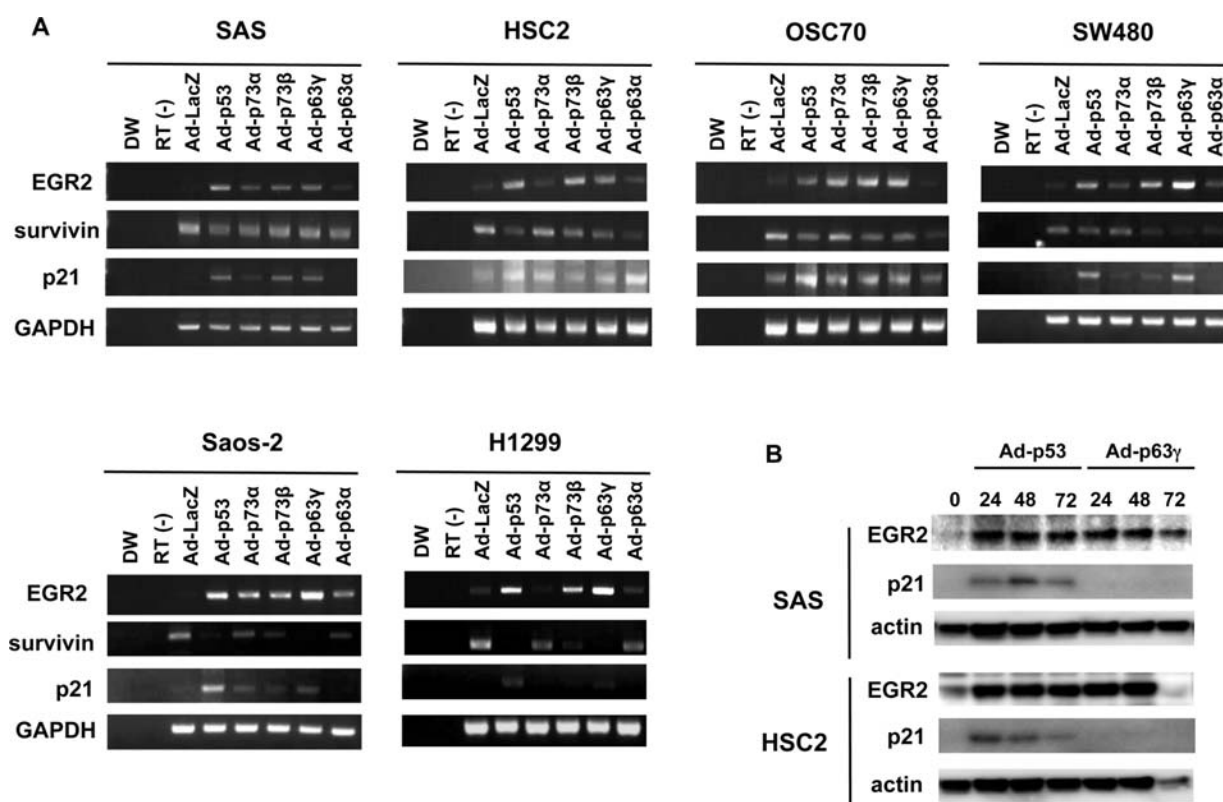 A
SAS
HSC2
OSC70
SW480
DW RT (-) Ad-LacZ Ad-p53 Ad-p73α Ad-p73β Ad-p63γ Ad-p63α
DW RT (-) Ad-LacZ Ad-p53 Ad-p73α Ad-p73β Ad-p63γ Ad-p63α
DW RT (-) Ad-LacZ Ad-p53 Ad-p73α Ad-p73β Ad-p63γ Ad-p63α
DW RT (-) Ad-LacZ Ad-p53 Ad-p73α Ad-p73β Ad-p63γ Ad-p63α
EGR2
survivin
p21
GAPDH
Saos-2
H1299
DW RT (-) Ad-LacZ Ad-p53 Ad-p73α Ad-p73β Ad-p63γ Ad-p63α
DW RT (-) Ad-LacZ Ad-p53 Ad-p73α Ad-p73β Ad-p63γ Ad-p63α
EGR2
survivin
p21
GAPDH
B
Ad-p53 Ad-p63γ
0 24 48 72 24 48 72
SAS
EGR2
p21
actin
HSC2
EGR2
p21
actin